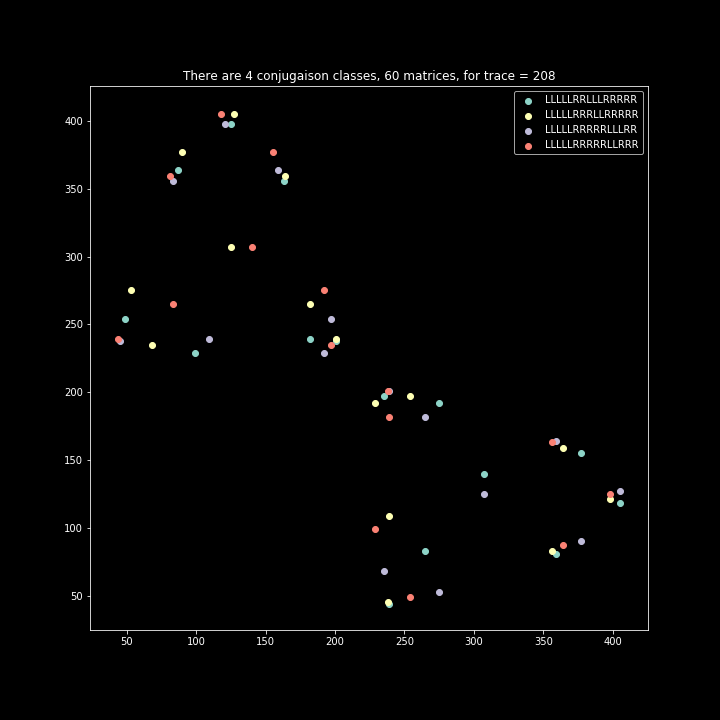 There are 4 conjugaison classes, 60 matrices, for trace = 208
LLLLLRRLLLRRRRR
LLLLLRRRLLRRRRR
LLLLLRRRRRLLLRR
LLLLLRRRRRLLRRR
400
350
300
250
200
150
100
50
50 100 150 200 250 300 350 400